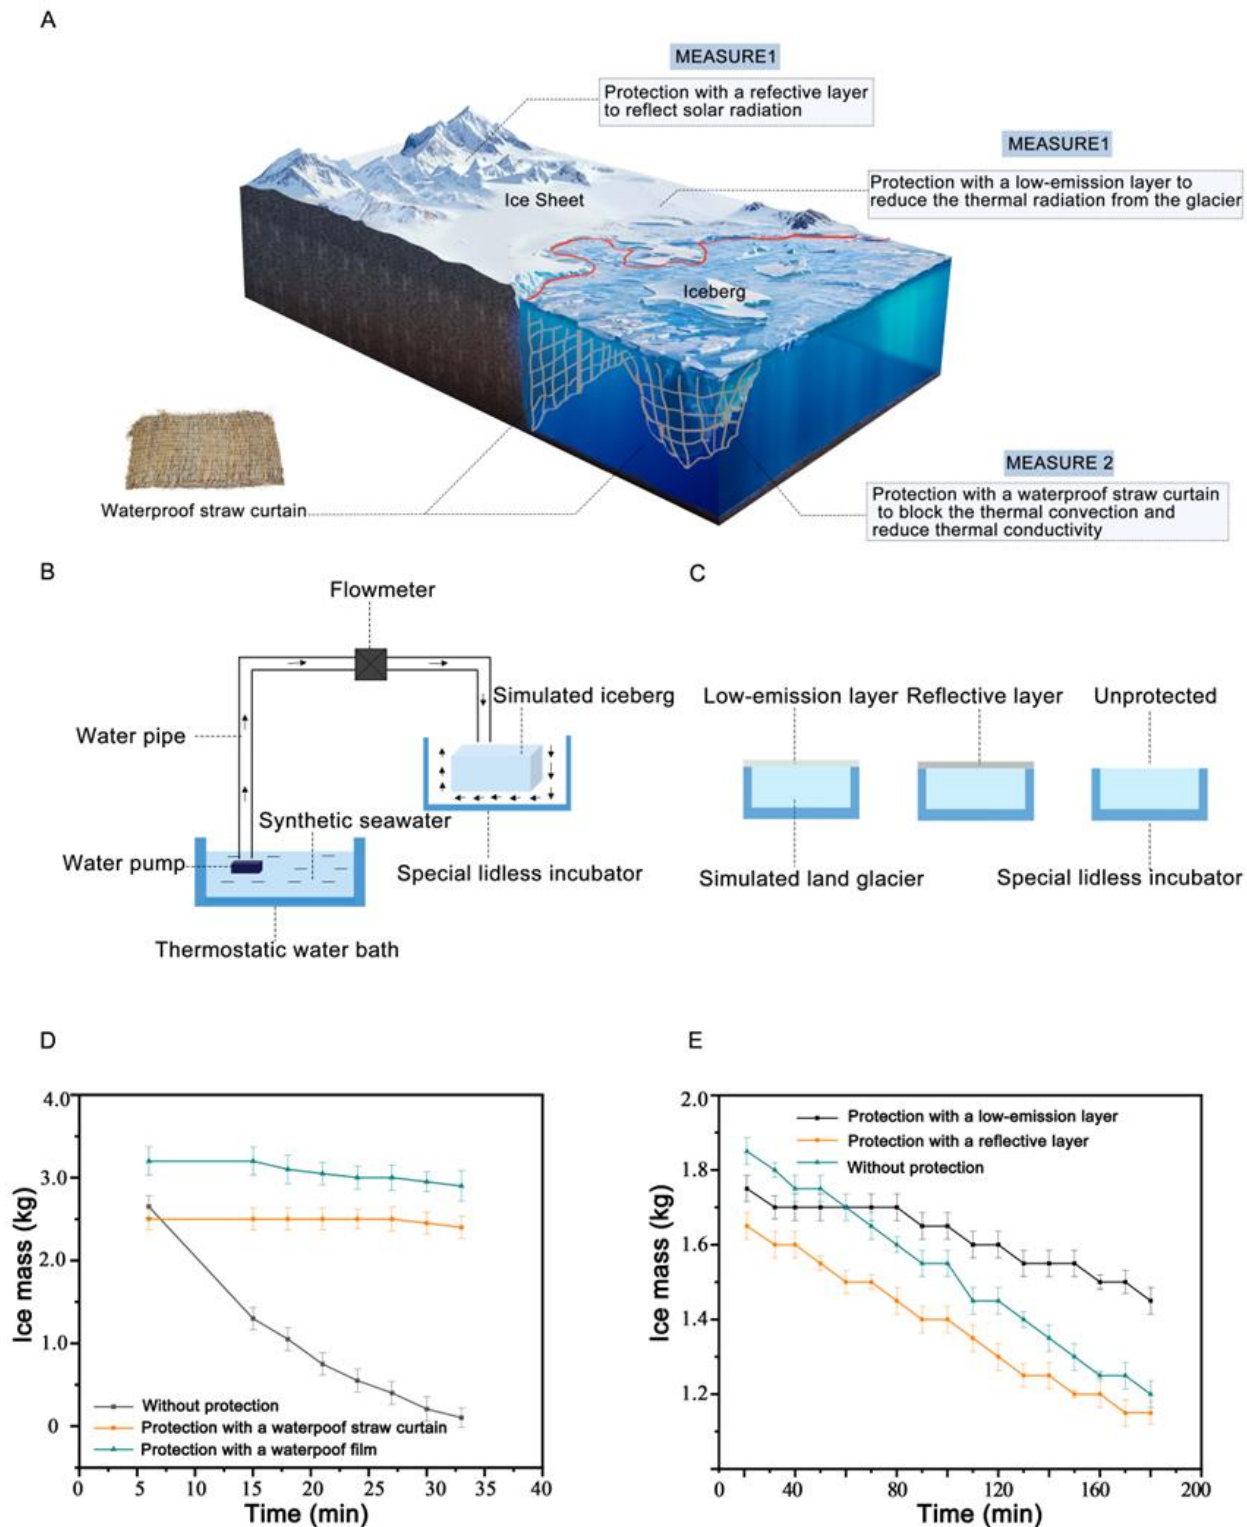 A
MEASURE1
Protection with a refective layer
to reflect solar radiation
MEASURE1
Protection with a low-emission layer to
reduce the thermal radiation from the glacier
Ice Sheet
Iceberg
MEASURE 2
Protection with a waterproof straw curtain
to block the thermal convection and
reduce thermal conductivity
Waterproof straw curtain
B
Flowmeter
Simulated iceberg
Water pipe
Synthetic seawater
Water pump
Special lidless incubator
Thermostatic water bath
C
Low-emission layer
Reflective layer
Unprotected
Simulated land glacier
Special lidless incubator
D
4.0
3.0
2.0
1.0
0
Ice mass (kg)
Without protection
Protection with a waterpoof straw curtain
Protection with a waterpoof film
0 5 10 15 20 25 30 35 40
Time (min)
E
2.0
1.8
1.6
1.4
1.2
Ice mass (kg)
Protection with a low-emission layer
Protection with a reflective layer
Without protection
0 40 80 120 160 200
Time (min)